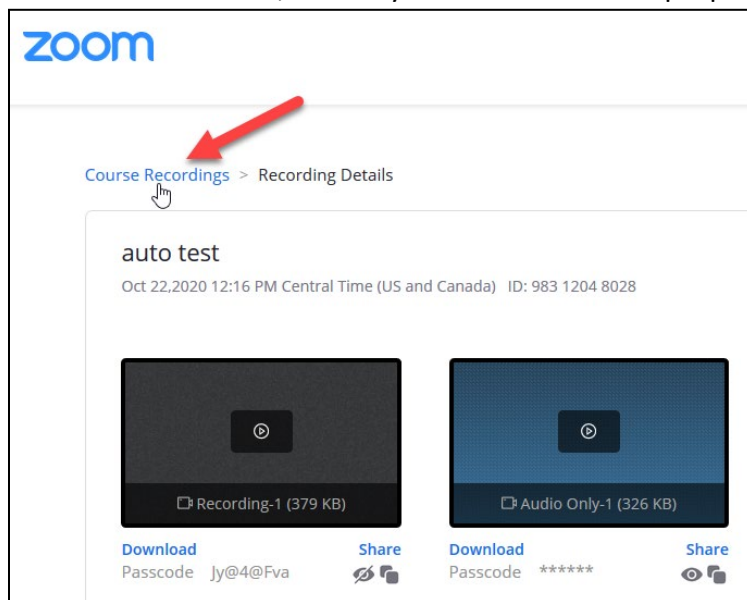 zoom
Course Recordings > Recording Details
auto test
Oct 22,2020 12:16 PM Central Time (US and Canada) ID: 983 1204 8028
Recording-1 (379 KB) Audio Only-1 (326 KB)
Download Share Download Share
Passcode Jy@4@Fva Passcode ******